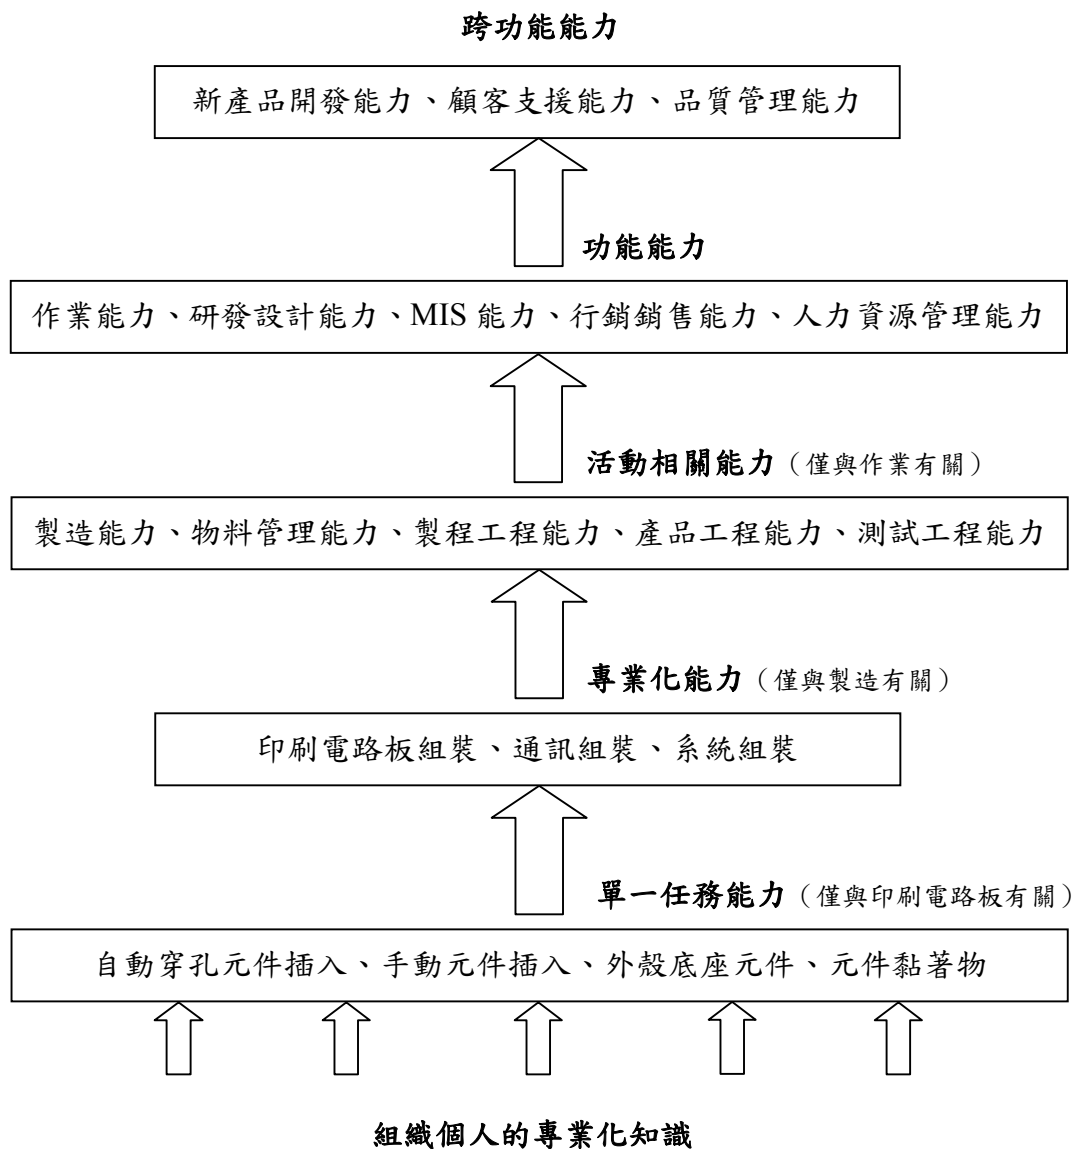 跨功能能力
新產品開發能力、顧客支援能力、品質管理能力
功能能力
作業能力、研發設計能力、MIS 能力、行銷銷售能力、人力資源管理能力
活動相關能力（僅與作業有關）
製造能力、物料管理能力、製程工程能力、產品工程能力、測試工程能力
專業化能力（僅與製造有關）
印刷電路板組裝、通訊組裝、系統組裝
單一任務能力（僅與印刷電路板有關）
自動穿孔元件插入、手動元件插入、外殼底座元件、元件黏著物
組織個人的專業化知識